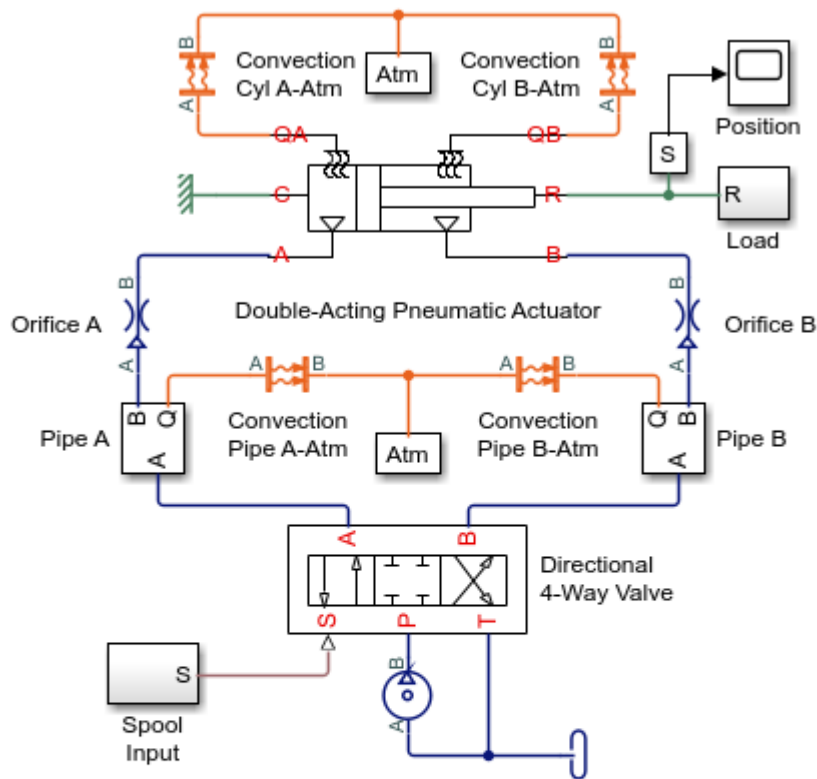 B
Convection
Cyl A-Atm
A
Atm
Convection
Cyl B-Atm
B
A
Position
QA
QB
S
C
R
R
Load
A
B
B
B
Orifice A
Double-Acting Pneumatic Actuator
Orifice B
A
A
A
B
A
B
Pipe A
B
Q
A
Convection
Pipe A-Atm
Atm
Convection
Pipe B-Atm
Q
B
A
Pipe B
A
B
Directional
4-Way Valve
S
P
T
S
Spool
Input
B
A